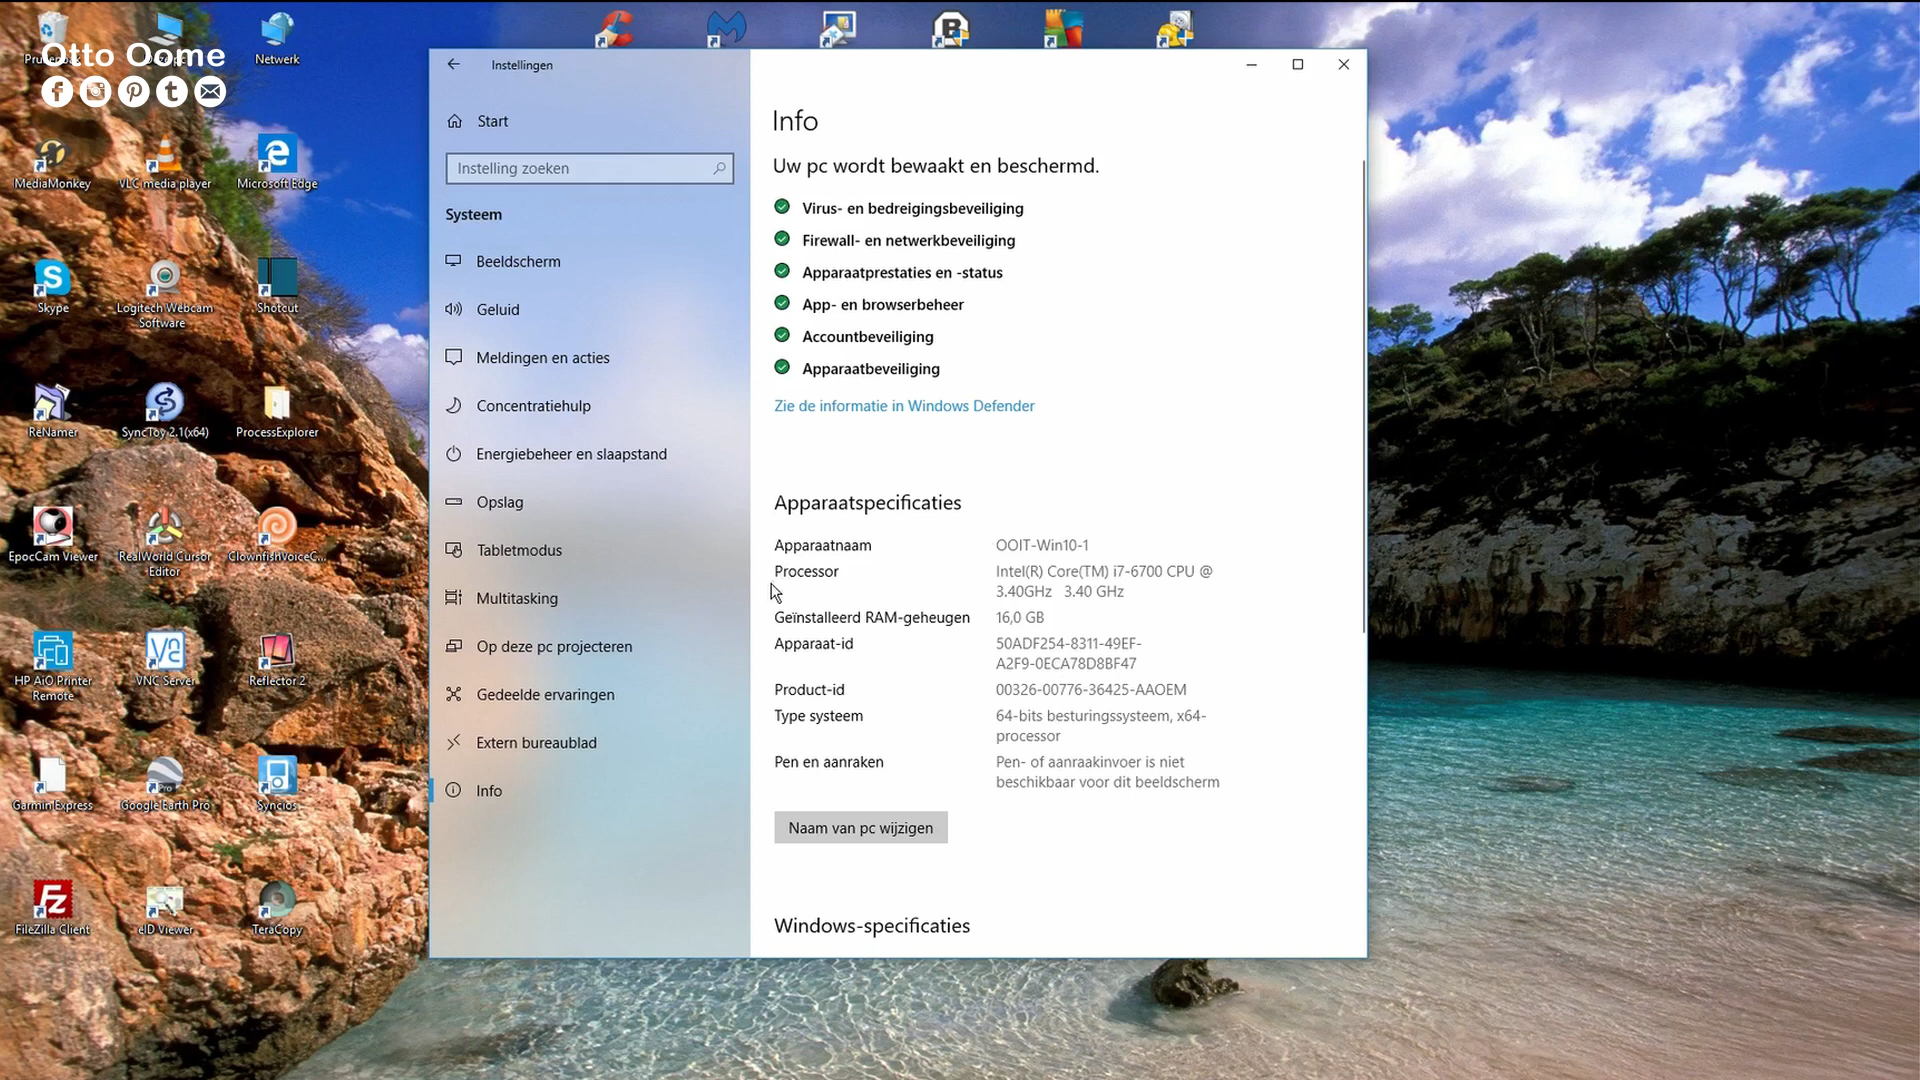 Otto Oome
Netwerk
MediaMonkey
VLC media player
Microsoft Edge
Skype
Logitech Webcam
Software
Shotcut
ReNamer
SyncToy 2.1(x64)
ProcessExplorer
EpocCam Viewer
RealWorld Cursor
Editor
ClownfishVoiceC...
HP AiO Printer
Remote
VNC Server
Reflector 2
Garmin Express
Google Earth Pro
Syncios
FileZilla Client
eID Viewer
TeraCopy
Instellingen
Start
Instelling zoeken
Systeem
Beeldscherm
Geluid
Meldingen en acties
Concentratiehulp
Energiebeheer en slaapstand
Opslag
Tabletmodus
Multitasking
Op deze pc projecteren
Gedeelde ervaringen
Extern bureaublad
Info
Info
Uw pc wordt bewaakt en beschermd.
Virus- en bedreigingsbeveiliging
Firewall- en netwerkbeveiliging
Apparaatprestaties en -status
App- en browserbeheer
Accountbeveiliging
Apparaatbeveiliging
Zie de informatie in Windows Defender
Apparaatspecificaties
Apparaatnaam OOIT-Win10-1
Processor Intel(R) Core(TM) i7-6700 CPU @
3.40GHz 3.40 GHz
Geïnstalleerd RAM-geheugen 16,0 GB
Apparaat-id 50ADF254-8311-49EF-
A2F9-0ECA78D8BF47
Product-id 00326-00776-36425-AAOEM
Type systeem 64-bits besturingssysteem, x64-
processor
Pen en aanraken Pen- of aanraakinvoer is niet
beschikbaar voor dit beeldscherm
Naam van pc wijzigen
Windows-specificaties